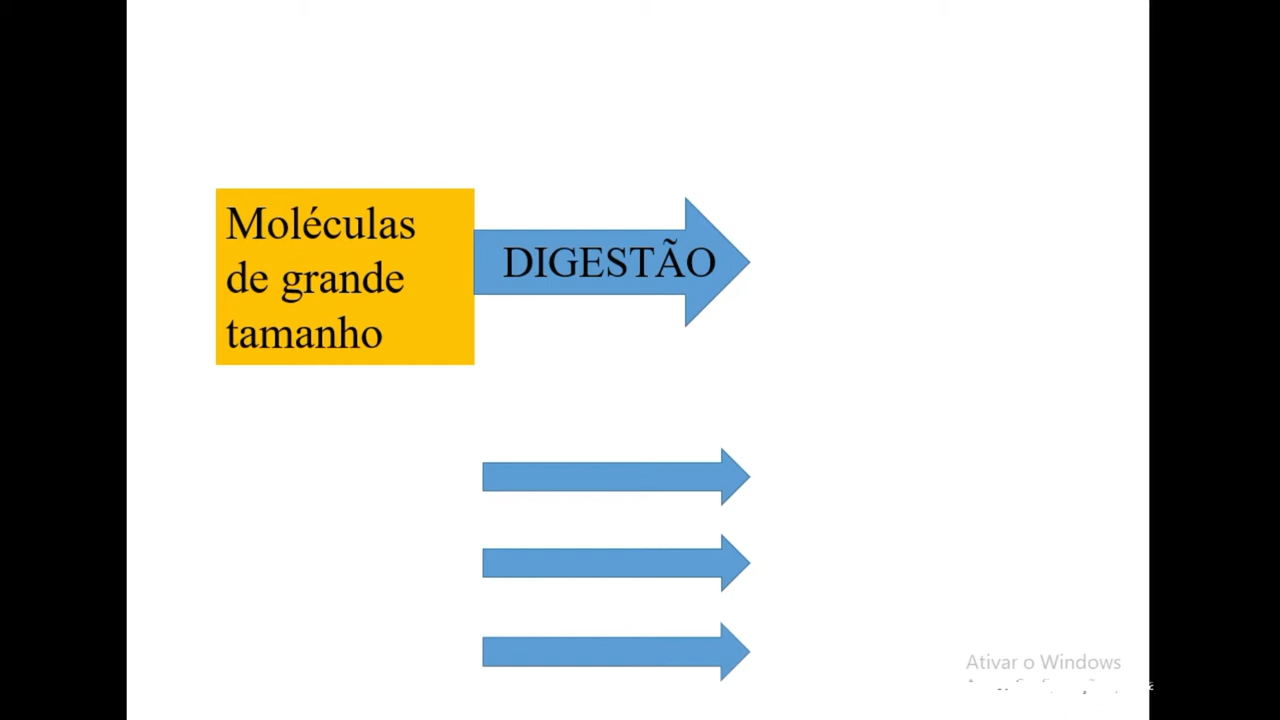 Moléculas
de grande
tamanho
DIGESTÃO
Ativar o Windows